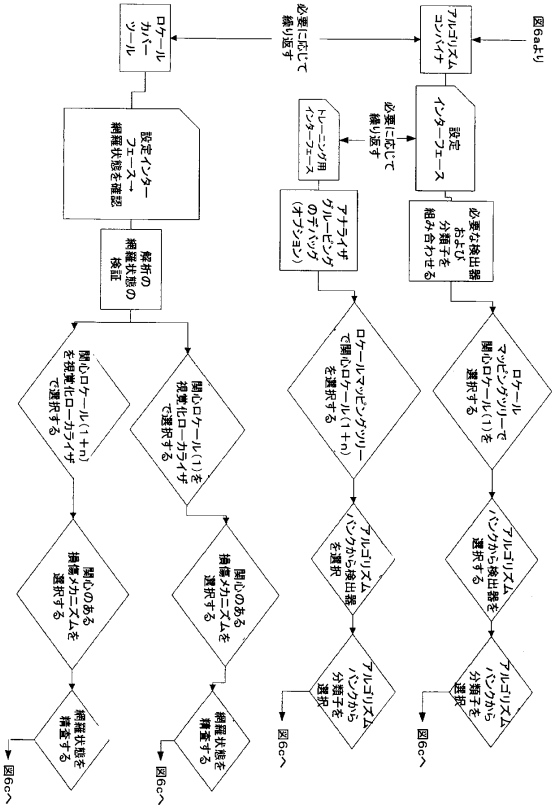 図6aより
アルゴリズム
コンバイナ
設定
インターフェース
必要な検出器
および
分類子を
組み合わせる
ロケール
マッピングツリーで
関心ロケール(1)を
選択する
アルゴリズム
バンクから検出器を
選択する
アルゴリズム
バンクから
分類子を
選択
図6cへ
必要に応じて
繰り返す
トレーニング用
インターフェース
アナライザ
グルーピング
のデバッグ
(オプション)
ロケールマッピングツリー
で関心ロケール(1+n)
を選択する
アルゴリズム
バンクから検出器
を選択
アルゴリズム
バンクから
分類子を
選択
図6cへ
必要に応じて
繰り返す
ロケール
カバー
ツール
設定インター
フェース→
網羅状態を確認
解析の
網羅状態の
検証
関心ロケール(1)を
視覚化ローカライザ
で選択する
関心のある
損傷メカニズムを
選択する
網羅状態を
精査する
図6cへ
関心ロケール(1+n)
を視覚化ローカライザ
で選択する
関心のある
損傷メカニズムを
選択する
網羅状態を
精査する
図6cへ